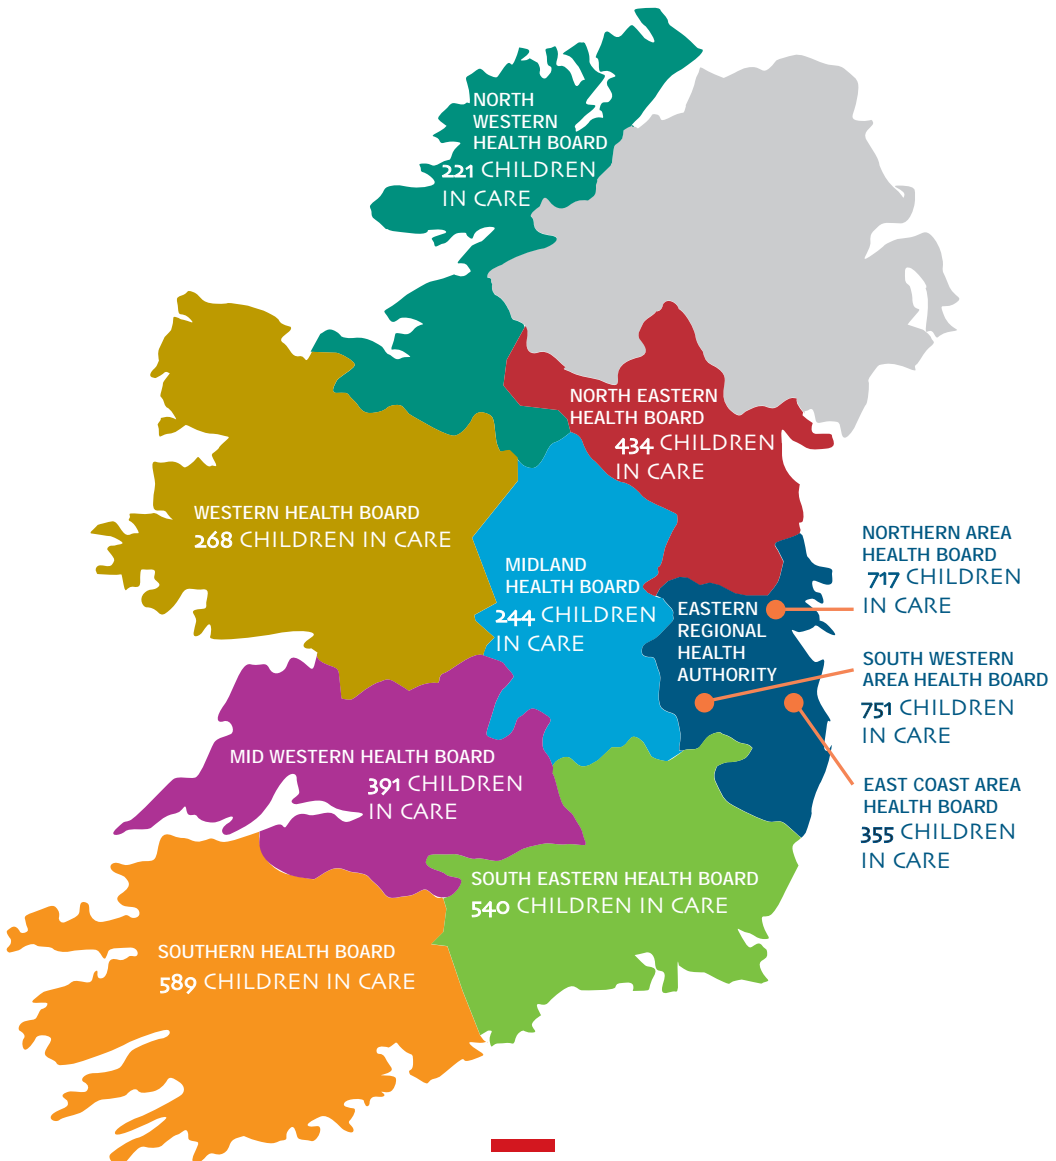 NORTH
WESTERN
HEALTH BOARD
221 CHILDREN
IN CARE
NORTH EASTERN
HEALTH BOARD
434 CHILDREN
IN CARE
WESTERN HEALTH BOARD
268 CHILDREN IN CARE
MIDLAND
HEALTH BOARD
244 CHILDREN
IN CARE
EASTERN
REGIONAL
HEALTH
AUTHORITY
NORTHERN AREA
HEALTH BOARD
717 CHILDREN
IN CARE
SOUTH WESTERN
AREA HEALTH BOARD
751 CHILDREN
IN CARE
EAST COAST AREA
HEALTH BOARD
355 CHILDREN
IN CARE
MID WESTERN HEALTH BOARD
391 CHILDREN
IN CARE
SOUTH EASTERN HEALTH BOARD
540 CHILDREN IN CARE
SOUTHERN HEALTH BOARD
589 CHILDREN IN CARE